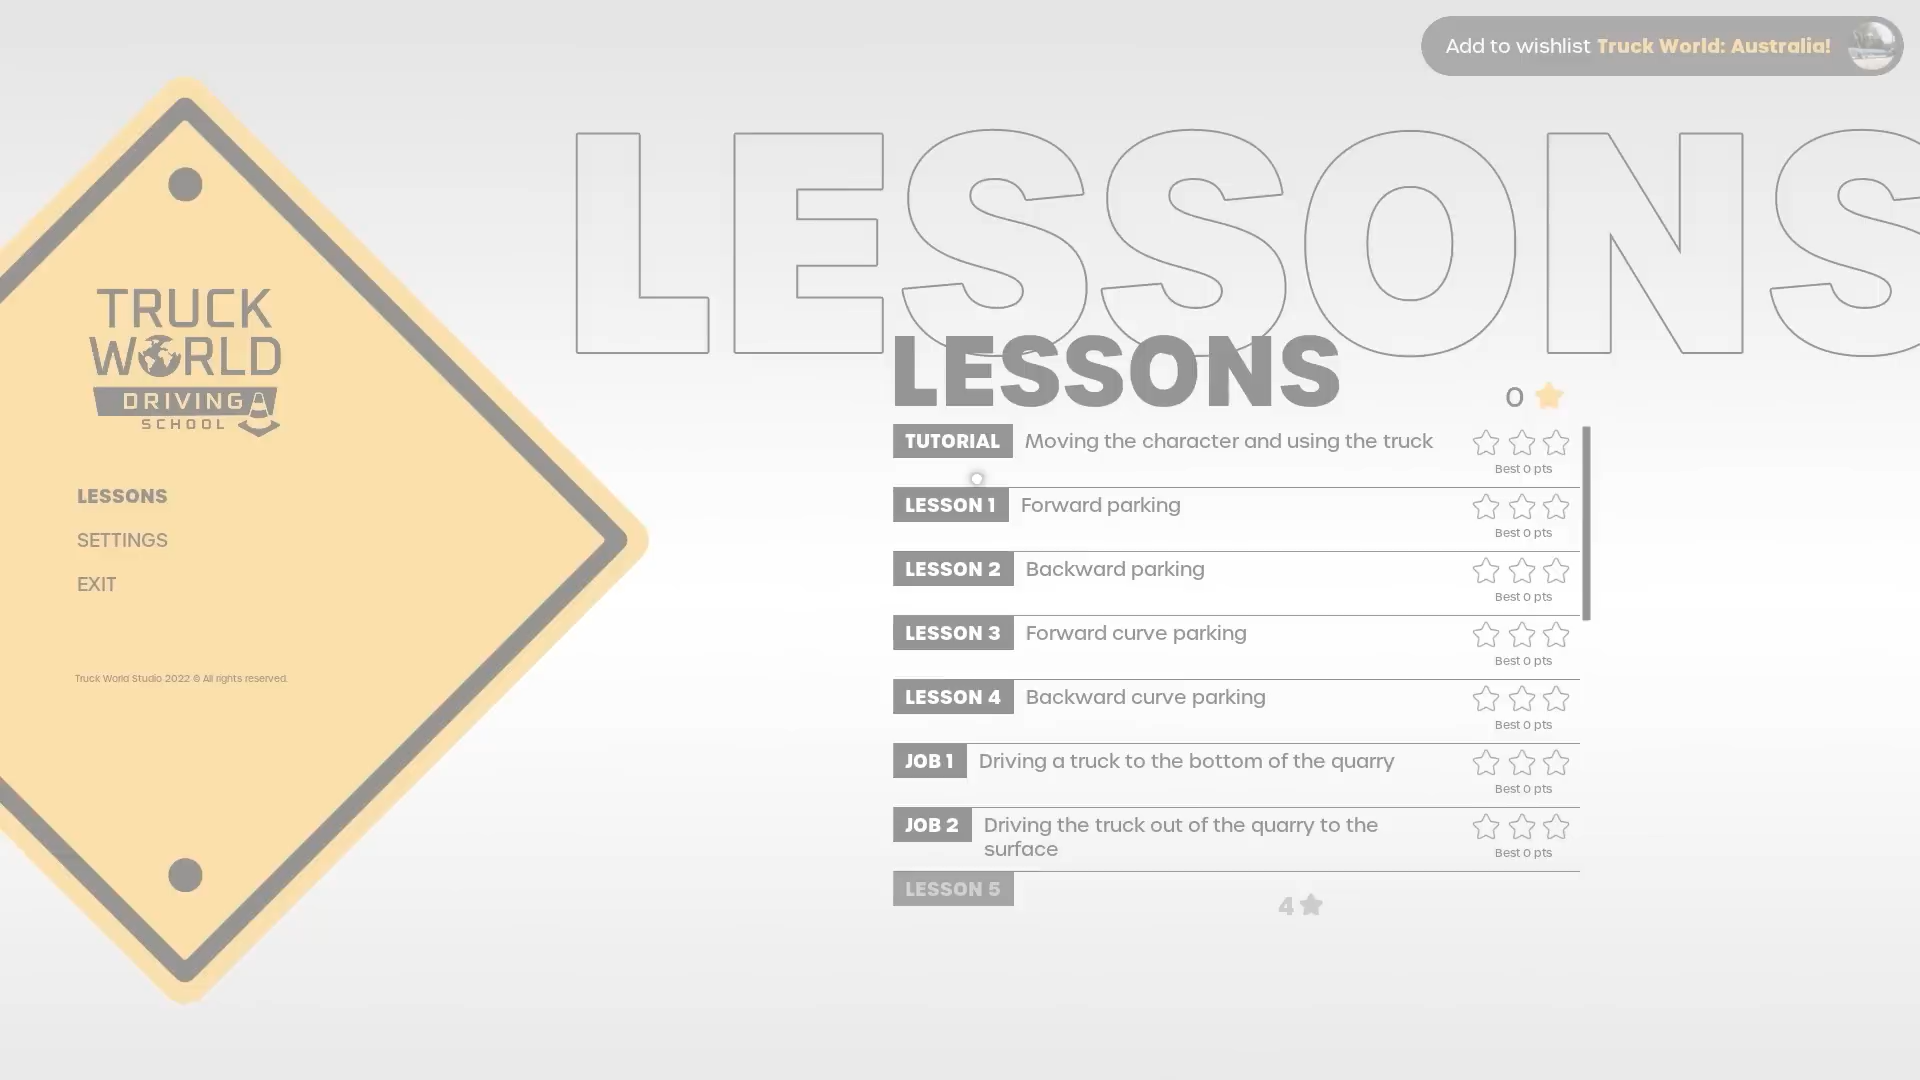 Add to wishlist Truck World: Australia!
LESSONS
TRUCK
WORLD
DRIVING
SCHOOL
LESSONS
SETTINGS
EXIT
Truck World Studio 2022 © All rights reserved.
LESSONS
0
TUTORIAL Moving the character and using the truck
Best 0 pts
LESSON 1 Forward parking
Best 0 pts
LESSON 2 Backward parking
Best 0 pts
LESSON 3 Forward curve parking
Best 0 pts
LESSON 4 Backward curve parking
Best 0 pts
JOB 1 Driving a truck to the bottom of the quarry
Best 0 pts
JOB 2 Driving the truck out of the quarry to the
surface
Best 0 pts
LESSON 5
4